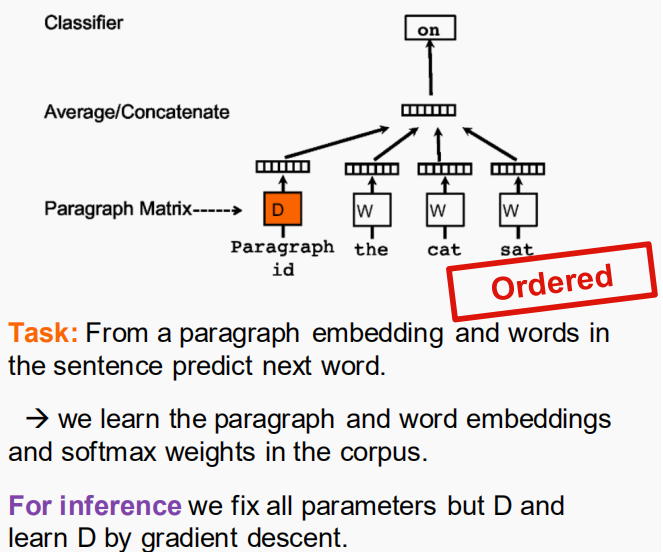 Classifier
on
Average/Concatenate
Paragraph Matrix----->
D
W
W
W
Paragraph
id
the
cat
sat
Ordered
Task: From a paragraph embedding and words in
the sentence predict next word.
→ we learn the paragraph and word embeddings
and softmax weights in the corpus.
For inference we fix all parameters but D and
learn D by gradient descent.